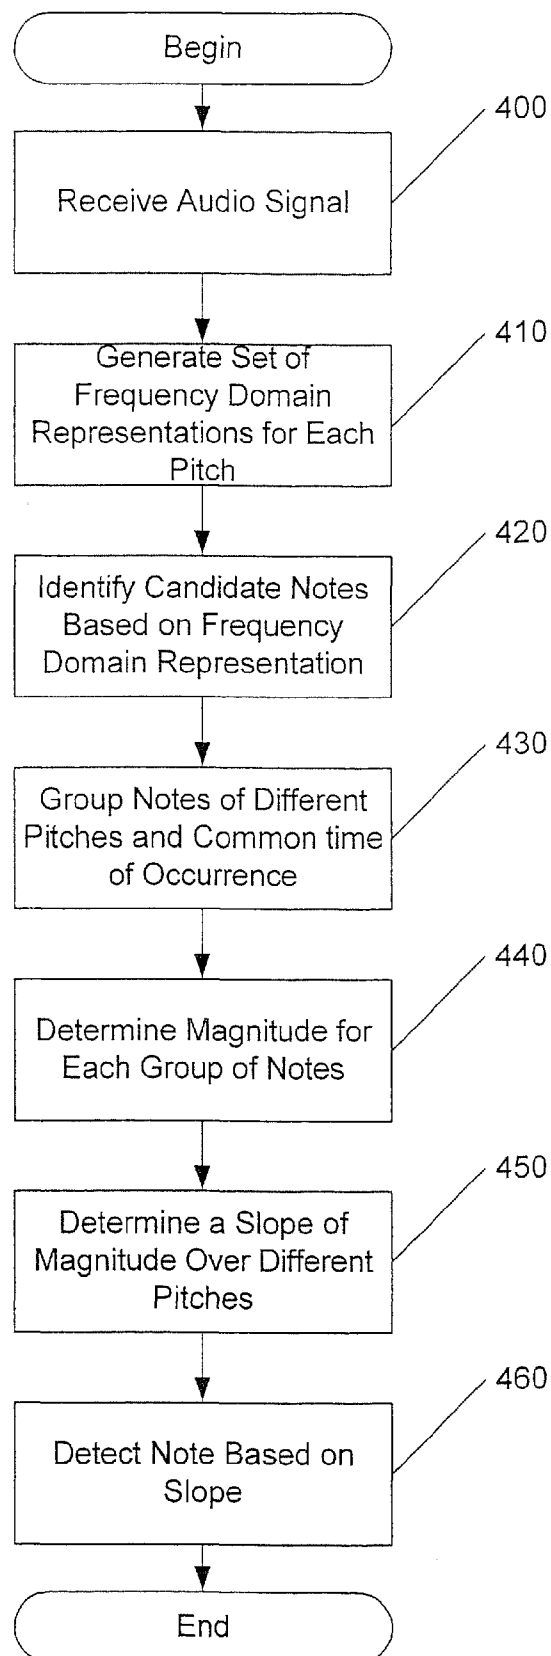 Begin
400
Receive Audio Signal
410
Generate Set of
Frequency Domain
Representations for Each
Pitch
420
Identify Candidate Notes
Based on Frequency
Domain Representation
430
Group Notes of Different
Pitches and Common time
of Occurrence
440
Determine Magnitude for
Each Group of Notes
450
Determine a Slope of
Magnitude Over Different
Pitches
460
Detect Note Based on
Slope
End